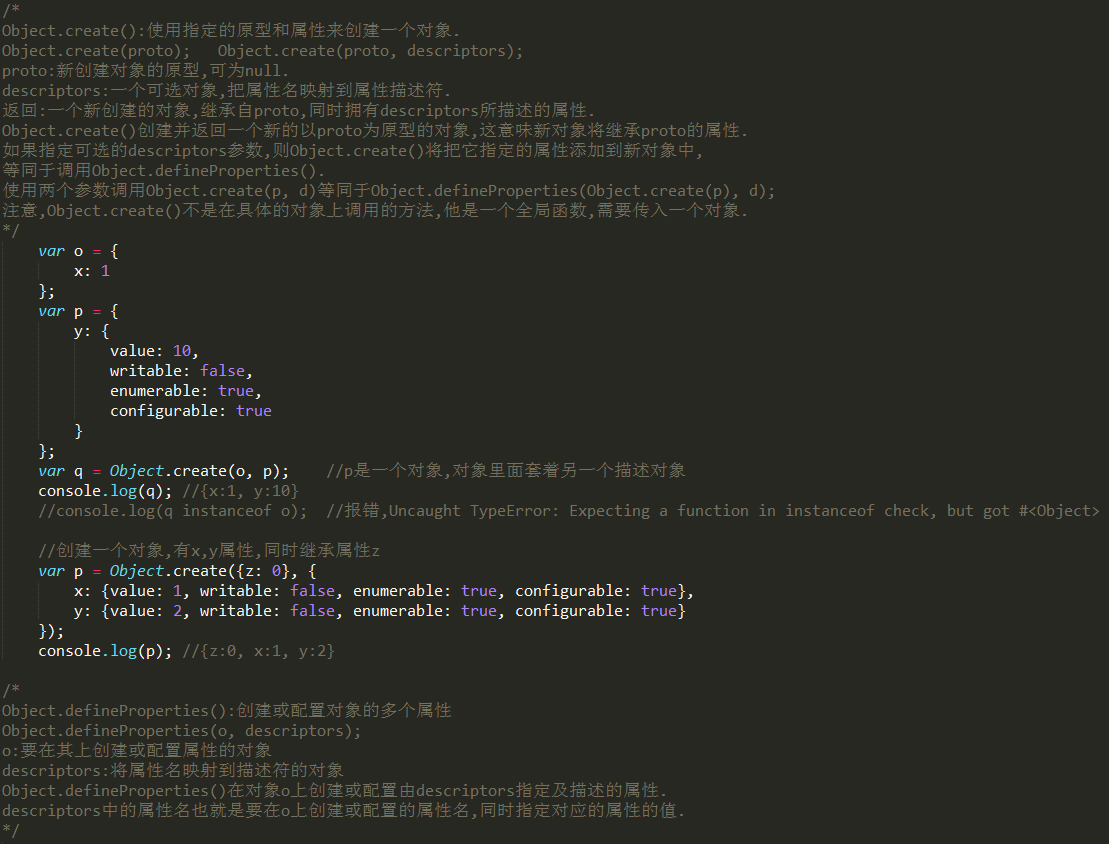 /*
Object.create():使用指定的原型和属性来创建一个对象.
Object.create(proto);   Object.create(proto, descriptors);
proto:新创建对象的原型,可为null.
descriptors:一个可选对象,把属性名映射到属性描述符.
返回:一个新创建的对象,继承自proto,同时拥有descriptors所描述的属性.
Object.create()创建并返回一个新的以proto为原型的对象,这意味新对象将继承proto的属性.
如果指定可选的descriptors参数,则Object.create()将把它指定的属性添加到新对象中,
等同于调用Object.defineProperties().
使用两个参数调用Object.create(p, d)等同于Object.defineProperties(Object.create(p), d);
注意,Object.create()不是在具体的对象上调用的方法,他是一个全局函数,需要传入一个对象.
*/
    var o = {
        x: 1
    };
    var p = {
        y: {
            value: 10,
            writable: false,
            enumerable: true,
            configurable: true
        }
    };
    var q = Object.create(o, p);    //p是一个对象,对象里面套着另一个描述对象
    console.log(q); //{x:1, y:10}
    //console.log(q instanceof o);  //报错,Uncaught TypeError: Expecting a function in instanceof check, but got #<Object>
    //创建一个对象,有x,y属性,同时继承属性z
    var p = Object.create({z: 0}, {
        x: {value: 1, writable: false, enumerable: true, configurable: true},
        y: {value: 2, writable: false, enumerable: true, configurable: true}
    });
    console.log(p); //{z:0, x:1, y:2}
/*
Object.defineProperties():创建或配置对象的多个属性
Object.defineProperties(o, descriptors);
o:要在其上创建或配置属性的对象
descriptors:将属性名映射到描述符的对象
Object.defineProperties()在对象o上创建或配置由descriptors指定及描述的属性.
descriptors中的属性名也就是要在o上创建或配置的属性名,同时指定对应的属性的值.
*/